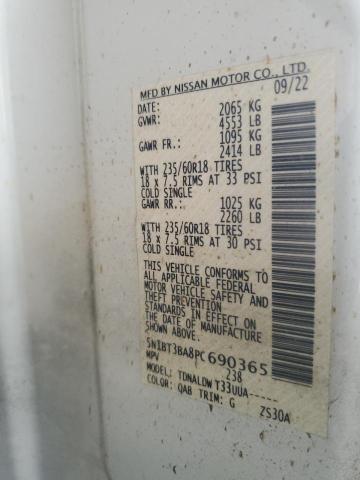 MFD BY NISSAN MOTOR CO., LTD.
DATE: 09/22
GVWR: 2065 KG
4553 LB
GAWR FR.: 1095 KG
2414 LB
WITH 235/60R18 TIRES
18 x 7.5 RIMS AT 33 PSI
COLD SINGLE
GAWR RR.: 1025 KG
2260 LB
WITH 235/60R18 TIRES
18 x 7.5 RIMS AT 30 PSI
COLD SINGLE
THIS VEHICLE CONFORMS TO
ALL APPLICABLE FEDERAL
MOTOR VEHICLE SAFETY AND
THEFT PREVENTION
STANDARDS IN EFFECT ON
THE DATE OF MANUFACTURE
SHOWN ABOVE.
5N1BT3BA8PC690365
MPV 238
MODEL: TDNALDW T33UUA-----
COLOR: QAB TRIM: G ZS30A